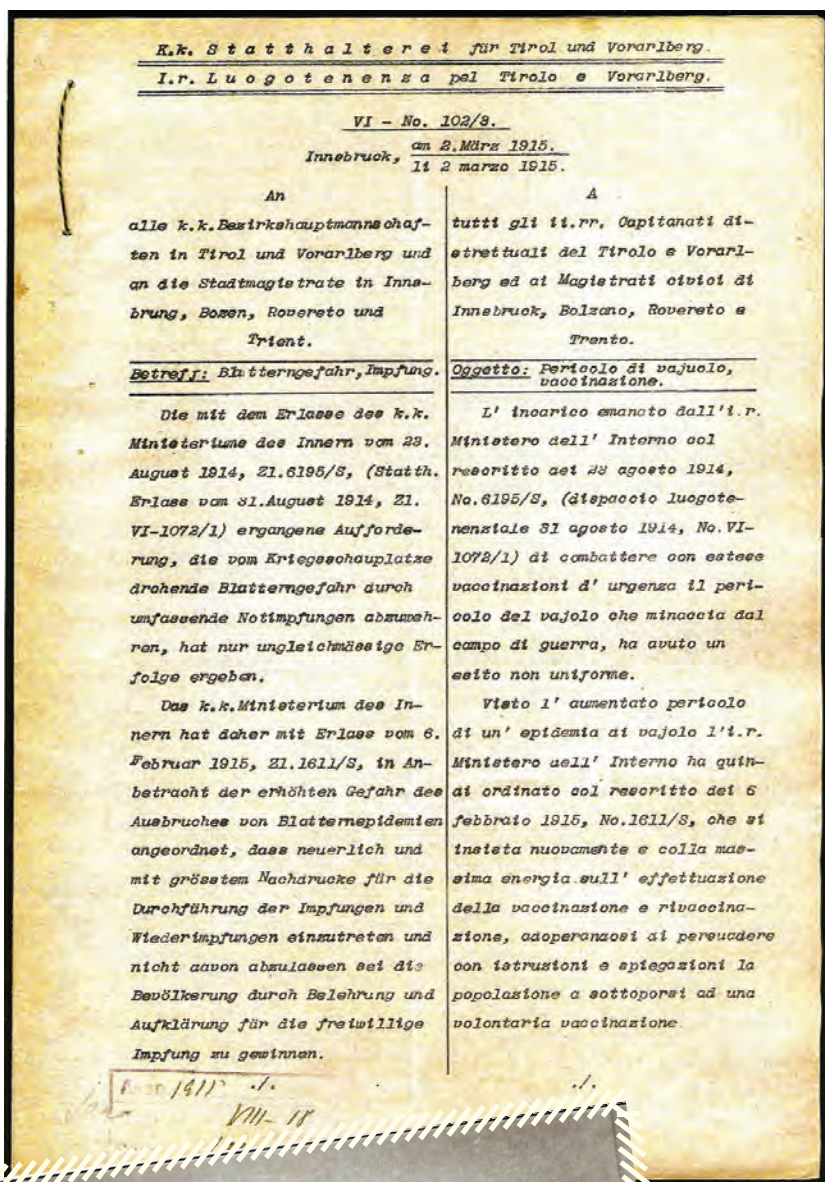 K.k. Statthalterei für Tirol und Vorarlberg.
I.r. Luogotenenza pel Tirolo e Vorarlberg.
VI - No. 102/8.
Innsbruck, am 2.März 1915.
li 2 marzo 1915.
An
alle k.k.Bezirkshauptmannschaf-
ten in Tirol und Vorarlberg und
an die Stadtmagistrate in Inns-
brung, Bozen, Rovereto und
Trient.
Betreff: Blatterngefahr,Impfung.
Die mit dem Erlasse des k.k.
Ministeriums des Innern vom 23.
August 1914, Zl.6195/S, (Statth.
Erlass vom 31.August 1914, Zl.
VI-1072/1) ergangene Aufforde-
rung, die vom Kriegsschauplatze
drohende Blatterngefahr durch
umfassende Notimpfungen abzuweh-
ren, hat nur ungleichmässige Er-
folge ergeben.
Das k.k.Ministerium des In-
nern hat daher mit Erlass vom 6.
Februar 1915, Zl.1611/S, in An-
betracht der erhöhten Gefahr des
Ausbruches von Blatternepidemien
angeordnet, dass neuerlich und
mit grösstem Nachdrucke für die
Durchführung der Impfungen und
Wiederimpfungen einzutreten und
nicht davon abzulassen sei die
Bevölkerung durch Belehrung und
Aufklärung für die freiwillige
Impfung zu gewinnen.
./.
A
tutti gli ii.rr. Capitanati di-
strettuali del Tirolo e Vorarl-
berg ed ai Magistrati civici di
Innsbruck, Bolzano, Rovereto e
Trento.
Oggetto: Pericolo di vajuolo,
vaccinazione.
L' incarico emanato dall'i.r.
Ministero dell' Interno col
rescritto dei 23 agosto 1914,
No.6195/S, (dispaccio luogote-
nenziale 31 agosto 1914, No.VI-
1072/1) di combattere con estese
vaccinazioni d' urgenza il peri-
colo del vajolo che minaccia dal
campo di guerra, ha avuto un
esito non uniforme.
Visto l' aumentato pericolo
di un' epidemia di vajolo l'i.r.
Ministero dell' Interno ha quin-
di ordinato col rescritto dei 6
febbraio 1915, No.1611/S, che si
insista nuovamente e colla mas-
sima energia sull' effettuazione
della vaccinazione e rivaccina-
zione, adoperandosi di persuadere
con istruzioni e spiegazioni la
popolazione a sottoporsi ad una
volontaria vaccinazione.
./.
VIII- 18